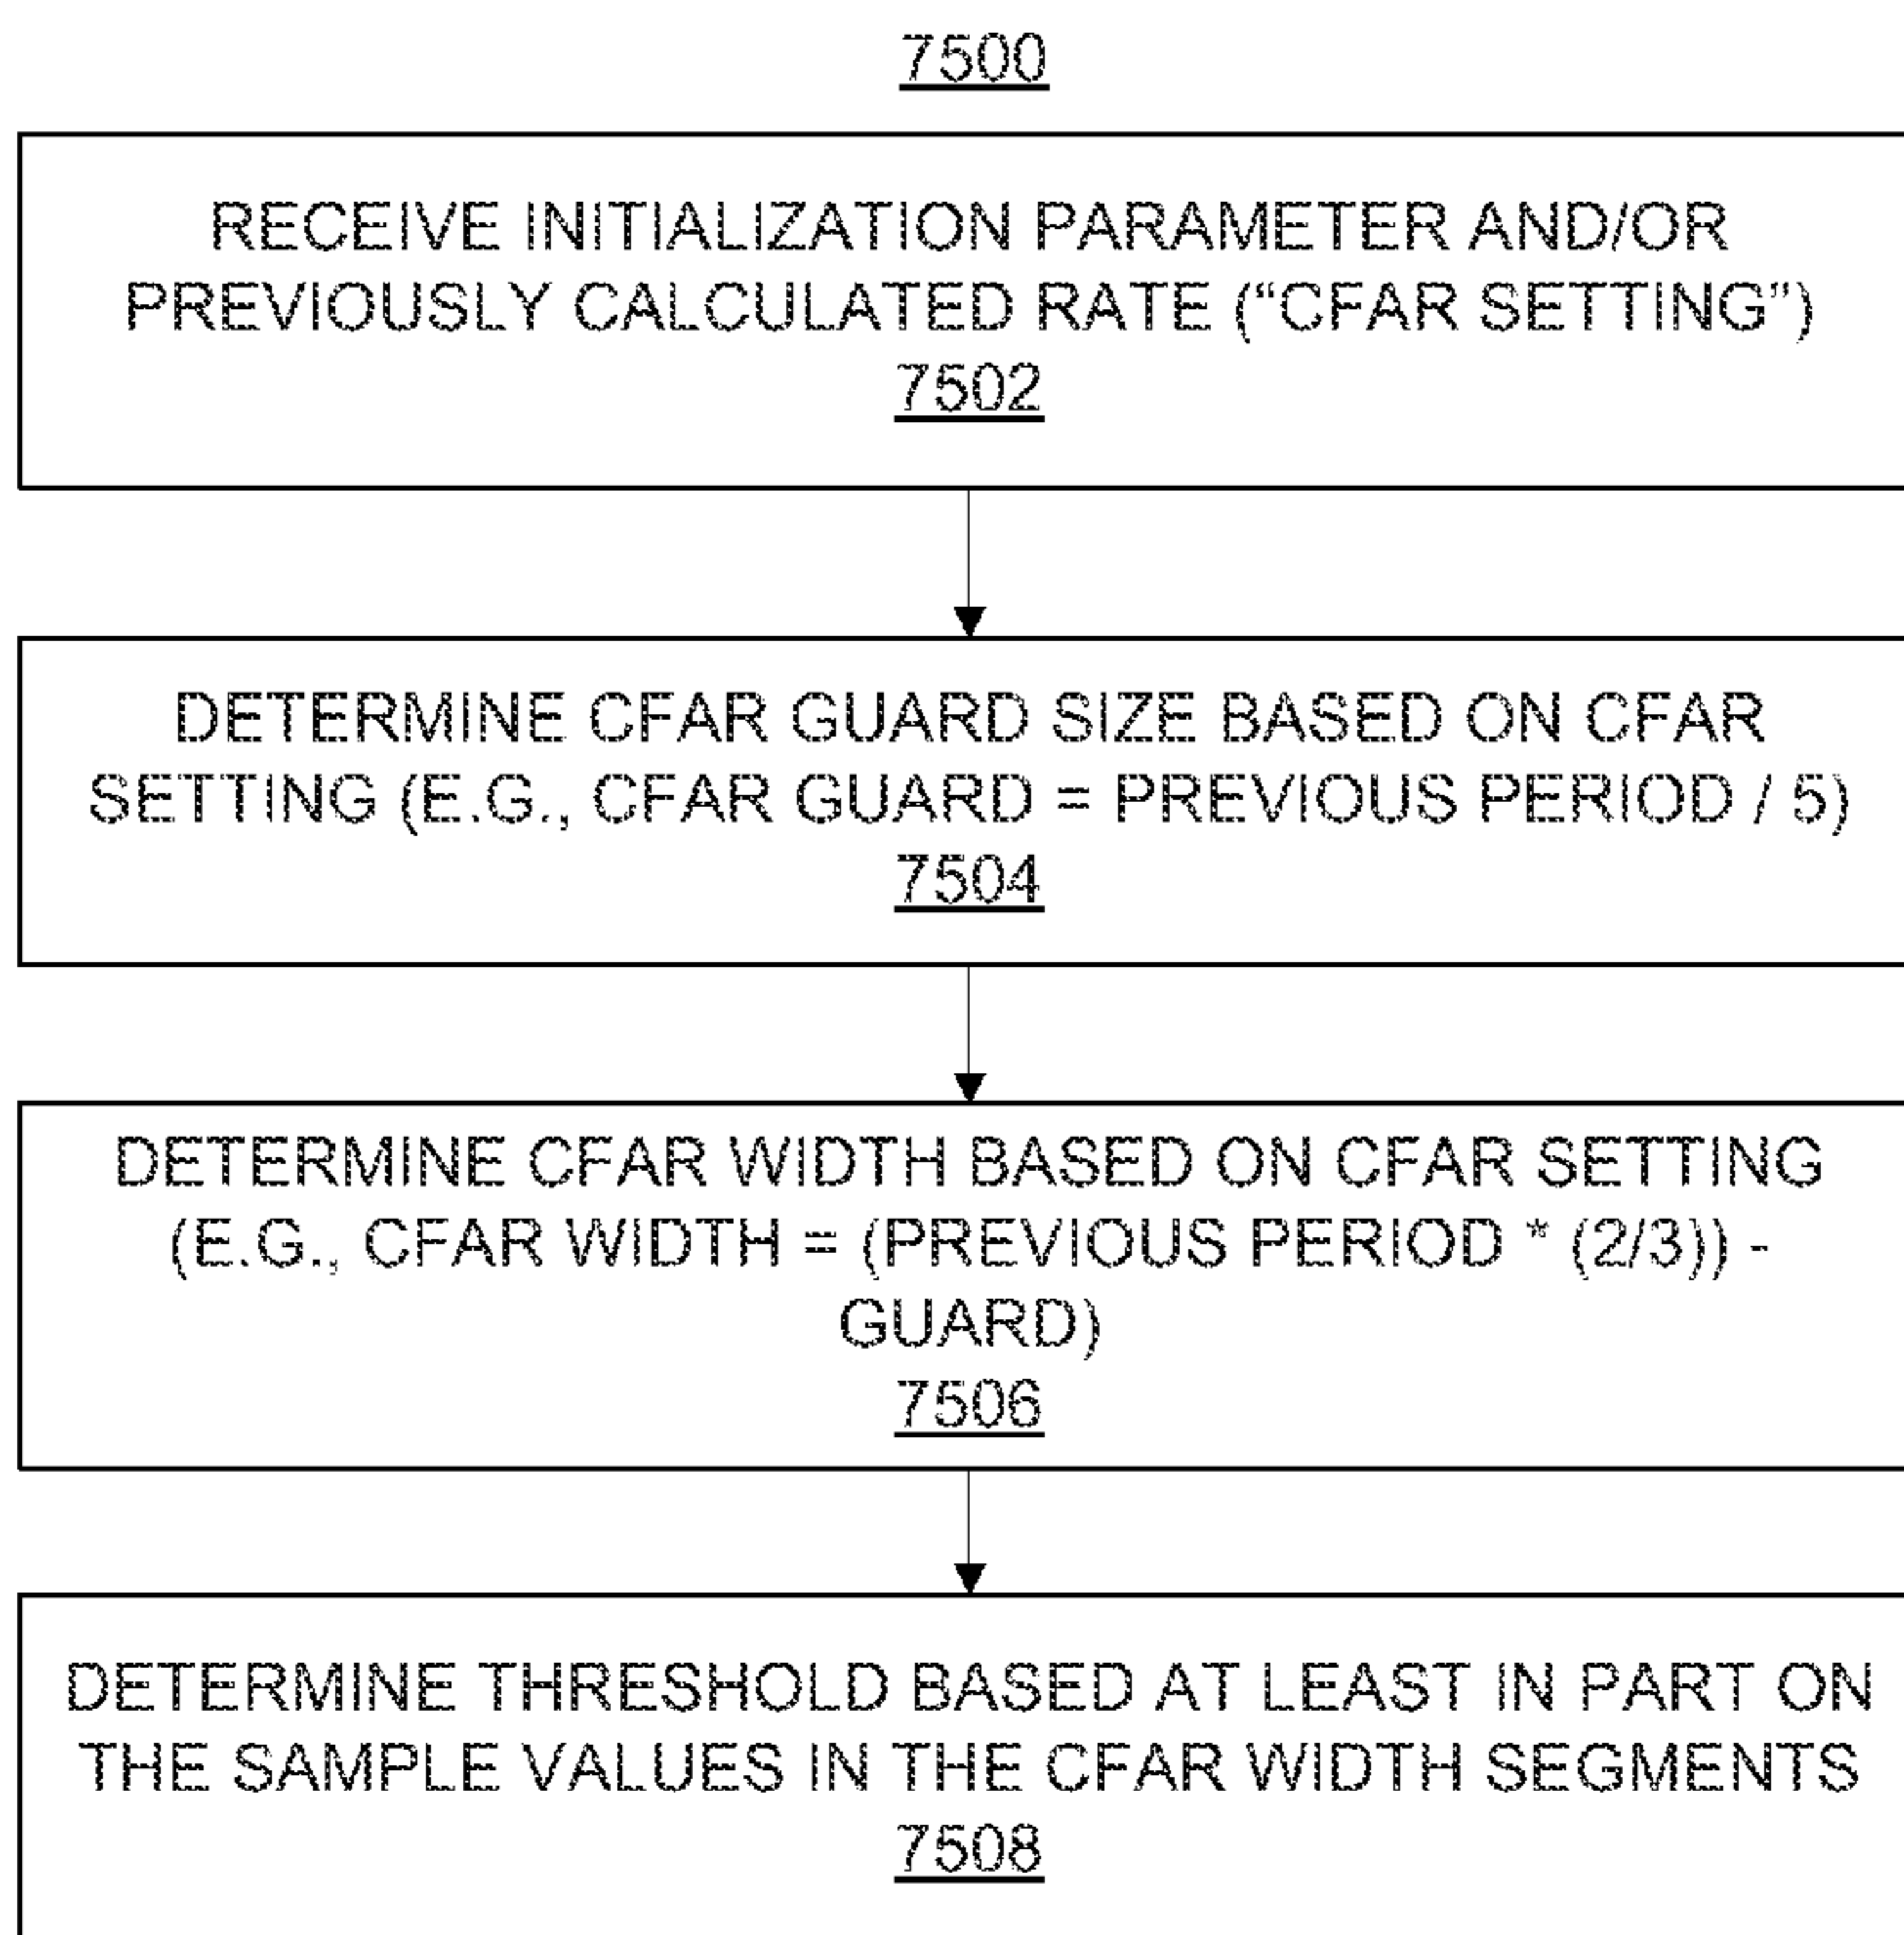 7500
RECEIVE INITIALIZATION PARAMETER AND/OR
PREVIOUSLY CALCULATED RATE (“CFAR SETTING”)
7502
DETERMINE CFAR GUARD SIZE BASED ON CFAR
SETTING (E.G., CFAR GUARD = PREVIOUS PERIOD / 5)
7504
DETERMINE CFAR WIDTH BASED ON CFAR SETTING
(E.G., CFAR WIDTH = (PREVIOUS PERIOD * (2/3)) -
GUARD)
7506
DETERMINE THRESHOLD BASED AT LEAST IN PART ON
THE SAMPLE VALUES IN THE CFAR WIDTH SEGMENTS
7508